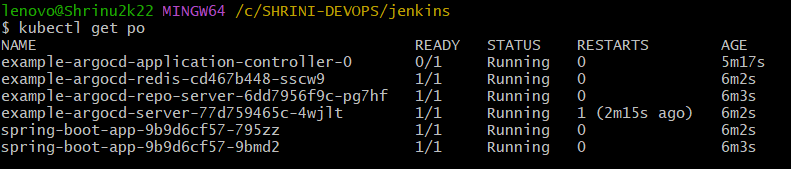 lenovo@Shrinu2k22 MINGW64 /c/SHRINI-DEVOPS/jenkins
$ kubectl get po
NAME READY STATUS RESTARTS AGE
example-argocd-application-controller-0 0/1 Running 0 5m17s
example-argocd-redis-cd467b448-sscw9 1/1 Running 0 6m2s
example-argocd-repo-server-6dd7956f9c-pg7hf 1/1 Running 0 6m3s
example-argocd-server-77d759465c-4wjlt 1/1 Running 1 (2m15s ago) 6m2s
spring-boot-app-9b9d6cf57-795zz 1/1 Running 0 6m2s
spring-boot-app-9b9d6cf57-9bmd2 1/1 Running 0 6m3s